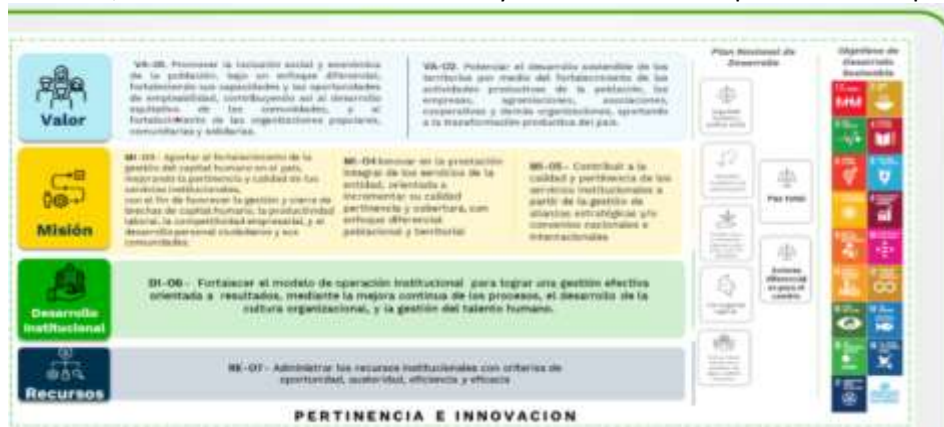 Valor
VA-01. Promover la inclusión social y económica
de la población, bajo un enfoque diferencial,
fortaleciendo sus capacidades y las oportunidades
de empleabilidad, contribuyendo así al desarrollo
equitativo de las comunidades, y al
fortalecimiento de las organizaciones populares,
comunitarias y solidarias.
VA-02. Potenciar el desarrollo sostenible de los
territorios por medio del fortalecimiento de las
actividades productivas de la población, las
empresas, agremiaciones, asociaciones,
cooperativas y demás organizaciones, aportando
a la transformación productiva del país.
Misión
MI-03- Aportar al fortalecimiento de la
gestión del capital humano en el país,
mejorando la pertinencia y calidad de los
servicios institucionales,
con el fin de favorecer la gestión y cierre de
brechas de capital humano, la productividad
laboral, la competitividad empresarial, y el
desarrollo personal ciudadanos y sus
comunidades.
MI-04 Innovar en la prestación
integral de los servicios de la
entidad, orientada a
incrementar su calidad
pertinencia y cobertura, con
enfoque diferencial
poblacional y territorial
MI-05- Contribuir a la
calidad y pertinencia de los
servicios institucionales a
partir de la gestión de
alianzas estratégicas y/o
convenios nacionales e
internacionales
Desarrollo
Institucional
DI-06- Fortalecer el modelo de operación institucional para lograr una gestión efectiva
orientada a resultados, mediante la mejora continua de los procesos, el desarrollo de la
cultura organizacional, y la gestión del talento humano.
Recursos
RE-07- Administrar los recursos institucionales con criterios de
oportunidad, austeridad, eficiencia y eficacia
Plan Nacional de
Desarrollo
Paz total
Objetivos de
Desarrollo
Sostenible
PERTINENCIA E INNOVACION